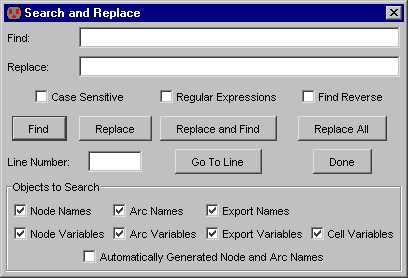 Search and Replace
Find:
Replace:
Case Sensitive Regular Expressions Find Reverse
Find Replace Replace and Find Replace All
Line Number: Go To Line Done
Objects to Search
Node Names Arc Names Export Names
Node Variables Arc Variables Export Variables Cell Variables
Automatically Generated Node and Arc Names